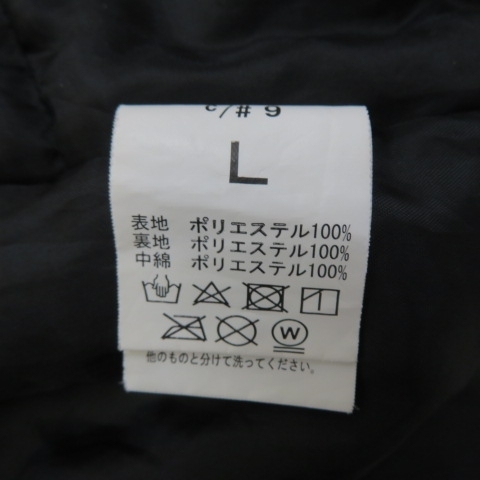 c/# 9
L
表地 ポリエステル100%
裏地 ポリエステル100%
中綿 ポリエステル100%
W
他のものと分けて洗ってください。